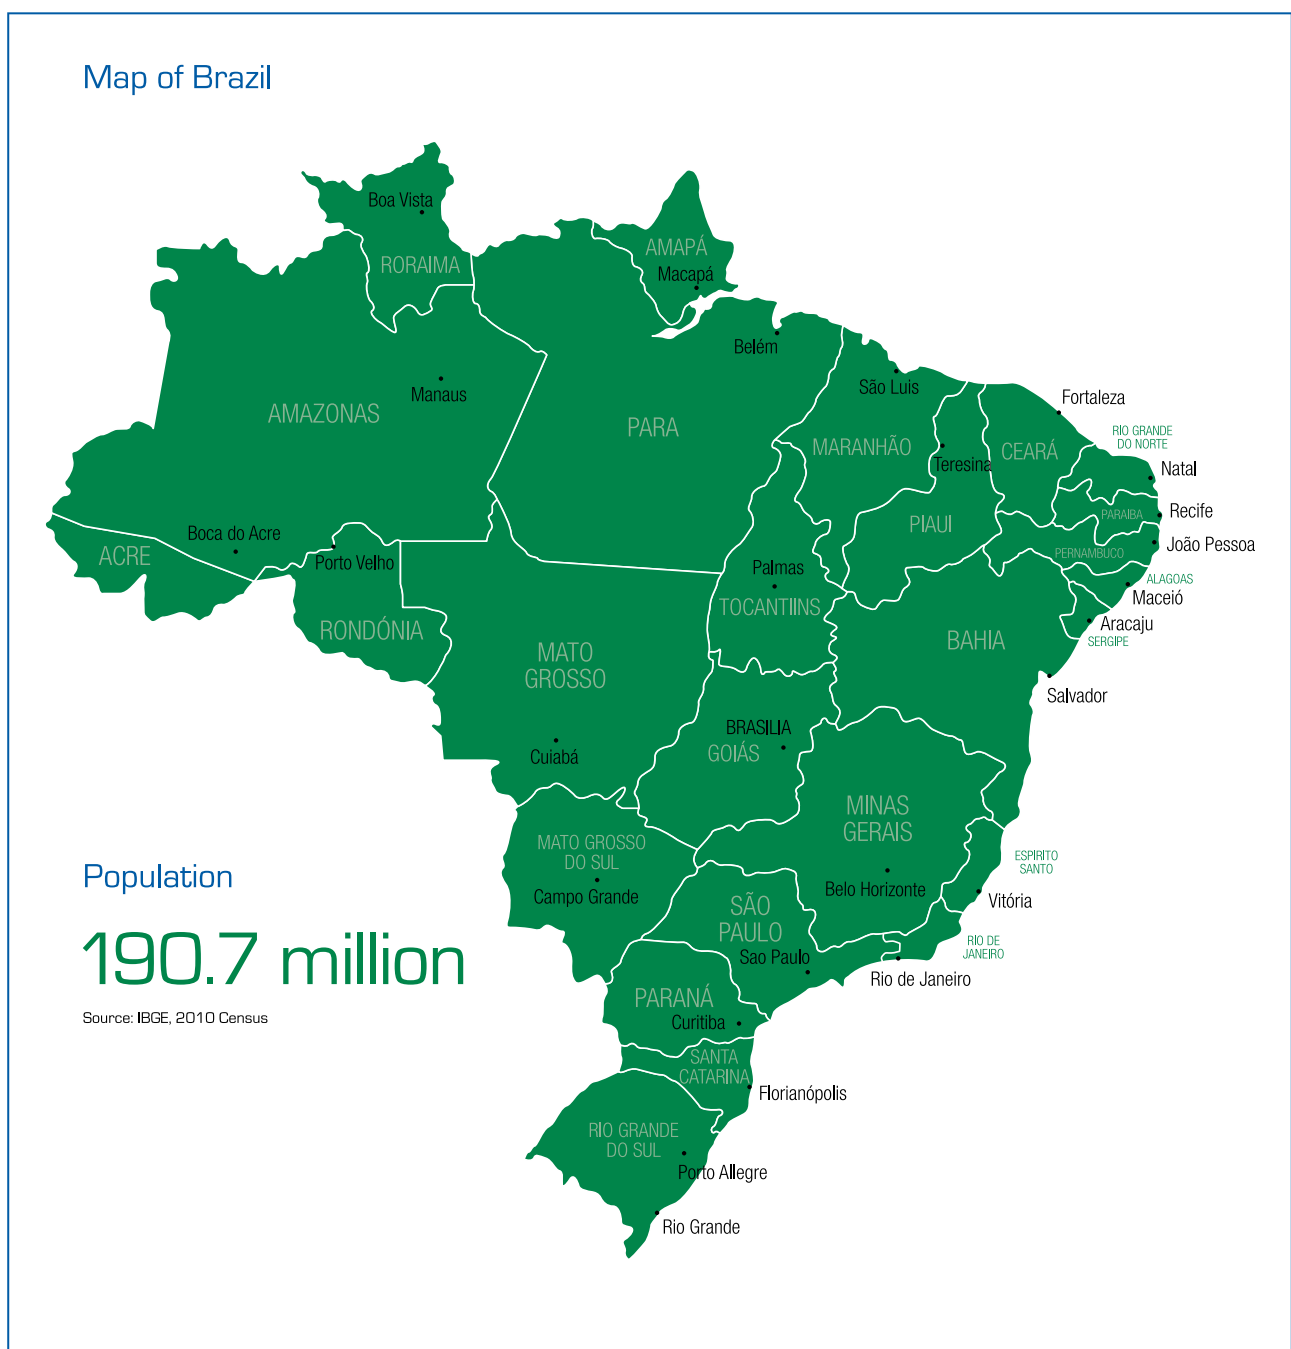 Map of Brazil
Boa Vista
RORAIMA
AMAPÁ
Macapá
Belém
São Luis
Manaus
AMAZONAS
PARA
MARANHÃO
Teresina
CEARÁ
Fortaleza
RIO GRANDE
DO NORTE
Natal
PARAIBA
Recife
PIAUI
João Pessoa
PERNAMBUCO
Boca do Acre
ACRE
Porto Velho
RONDÓNIA
Palmas
TOCANTIINS
ALAGOAS
Maceió
Aracaju
SERGIPE
BAHIA
Salvador
MATO
GROSSO
Cuiabá
BRASILIA
GOIÁS
MINAS
GERAIS
Belo Horizonte
ESPIRITO
SANTO
Vitória
MATO GROSSO
DO SUL
Campo Grande
SÃO
PAULO
Sao Paulo
RIO DE
JANEIRO
Rio de Janeiro
PARANÁ
Curitiba
SANTA
CATARINA
Florianópolis
RIO GRANDE
DO SUL
Porto Allegre
Rio Grande
Population
190.7 million
Source: IBGE, 2010 Census